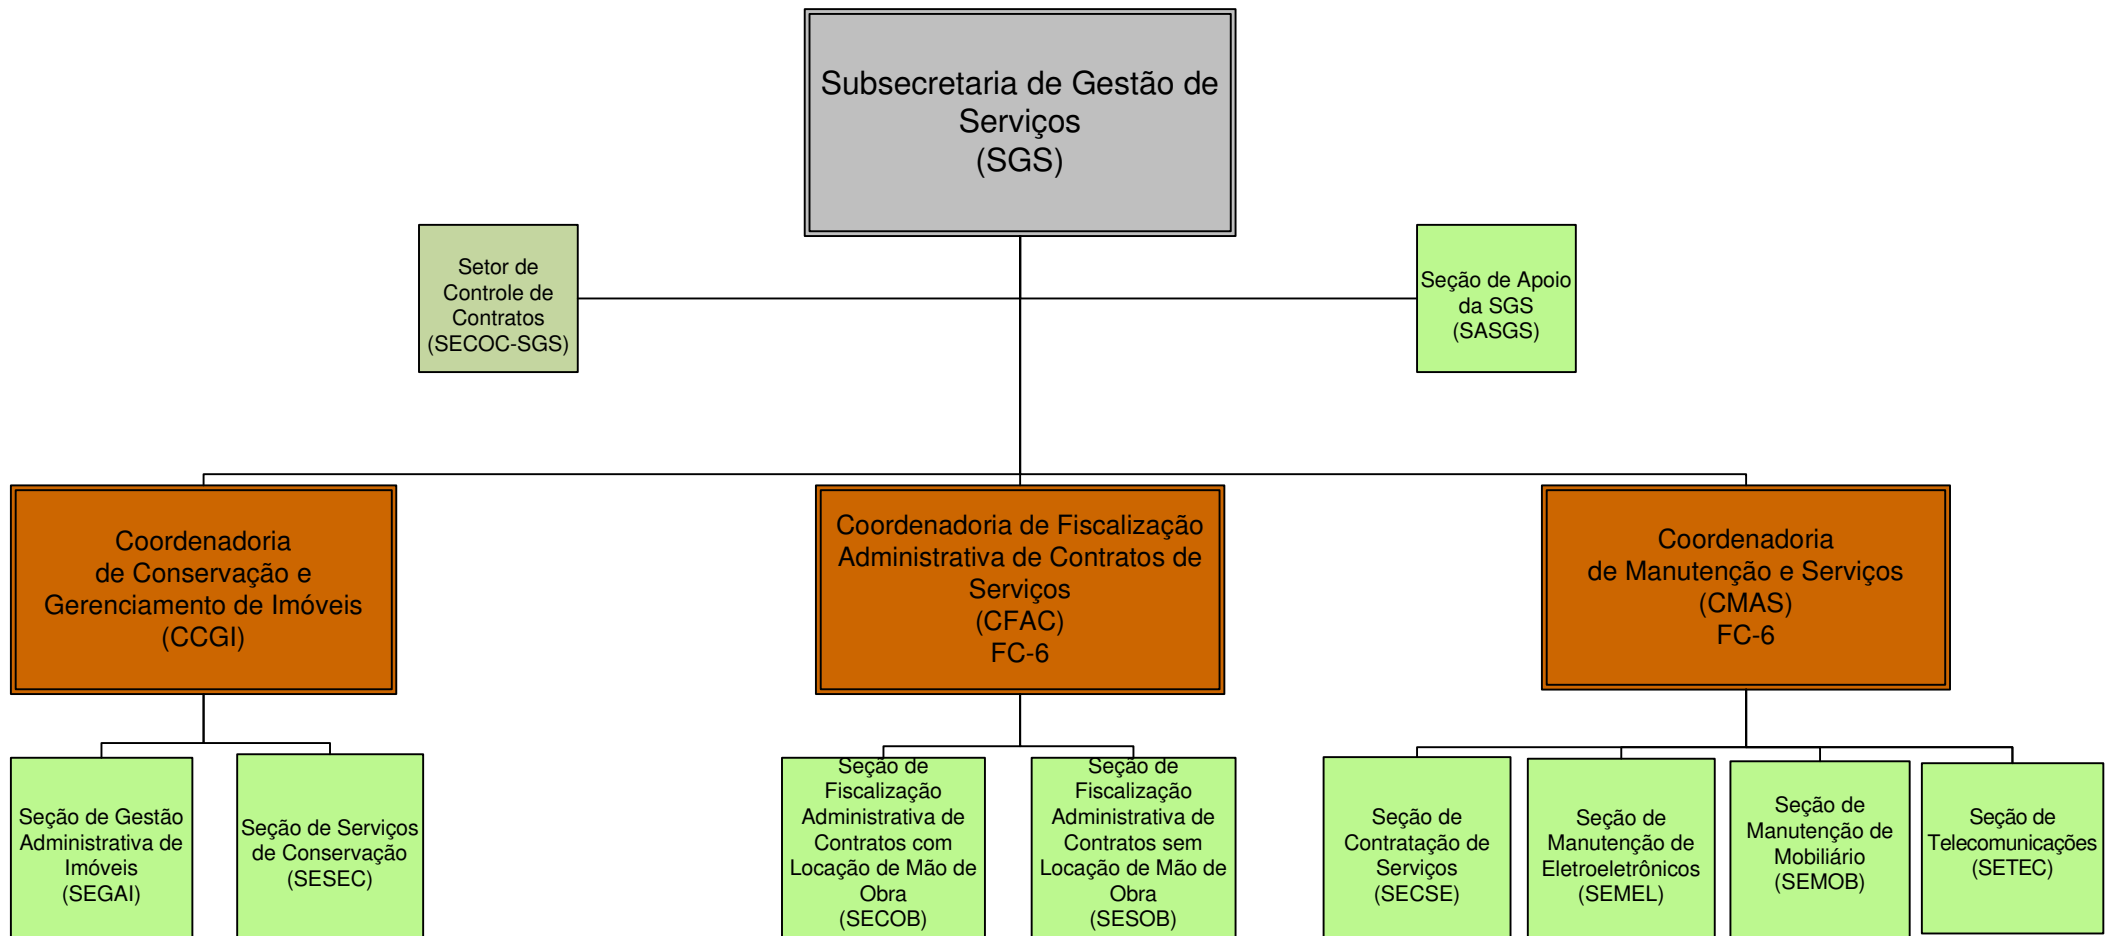 Subsecretaria de Gestão de
Serviços
(SGS)
Setor de
Controle de
Contratos
(SECOC-SGS)
Seção de Apoio
da SGS
(SASGS)
Coordenadoria
de Conservação e
Gerenciamento de Imóveis
(CCGI)
Coordenadoria de Fiscalização
Administrativa de Contratos de
Serviços
(CFAC)
FC-6
Coordenadoria
de Manutenção e Serviços
(CMAS)
FC-6
Seção de Gestão
Administrativa de
Imóveis
(SEGAI)
Seção de Serviços
de Conservação
(SESEC)
Seção de
Fiscalização
Administrativa de
Contratos com
Locação de Mão de
Obra
(SECOB)
Seção de
Fiscalização
Administrativa de
Contratos sem
Locação de Mão de
Obra
(SESOB)
Seção de
Contratação de
Serviços
(SECSE)
Seção de
Manutenção de
Eletroeletrônicos
(SEMEL)
Seção de
Manutenção de
Mobiliário
(SEMOB)
Seção de
Telecomunicações
(SETEC)